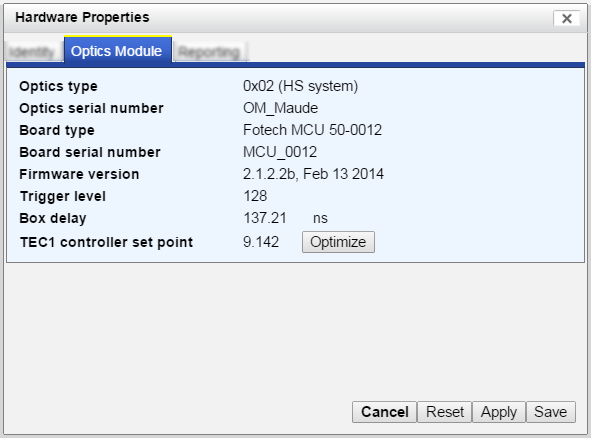 Hardware Properties
Identity Optics Module Reporting
Optics type 0x02 (HS system)
Optics serial number OM_Maude
Board type Fotech MCU 50-0012
Board serial number MCU_0012
Firmware version 2.1.2.2b, Feb 13 2014
Trigger level 128
Box delay 137.21 ns
TEC1 controller set point 9.142 Optimize
Cancel Reset Apply Save